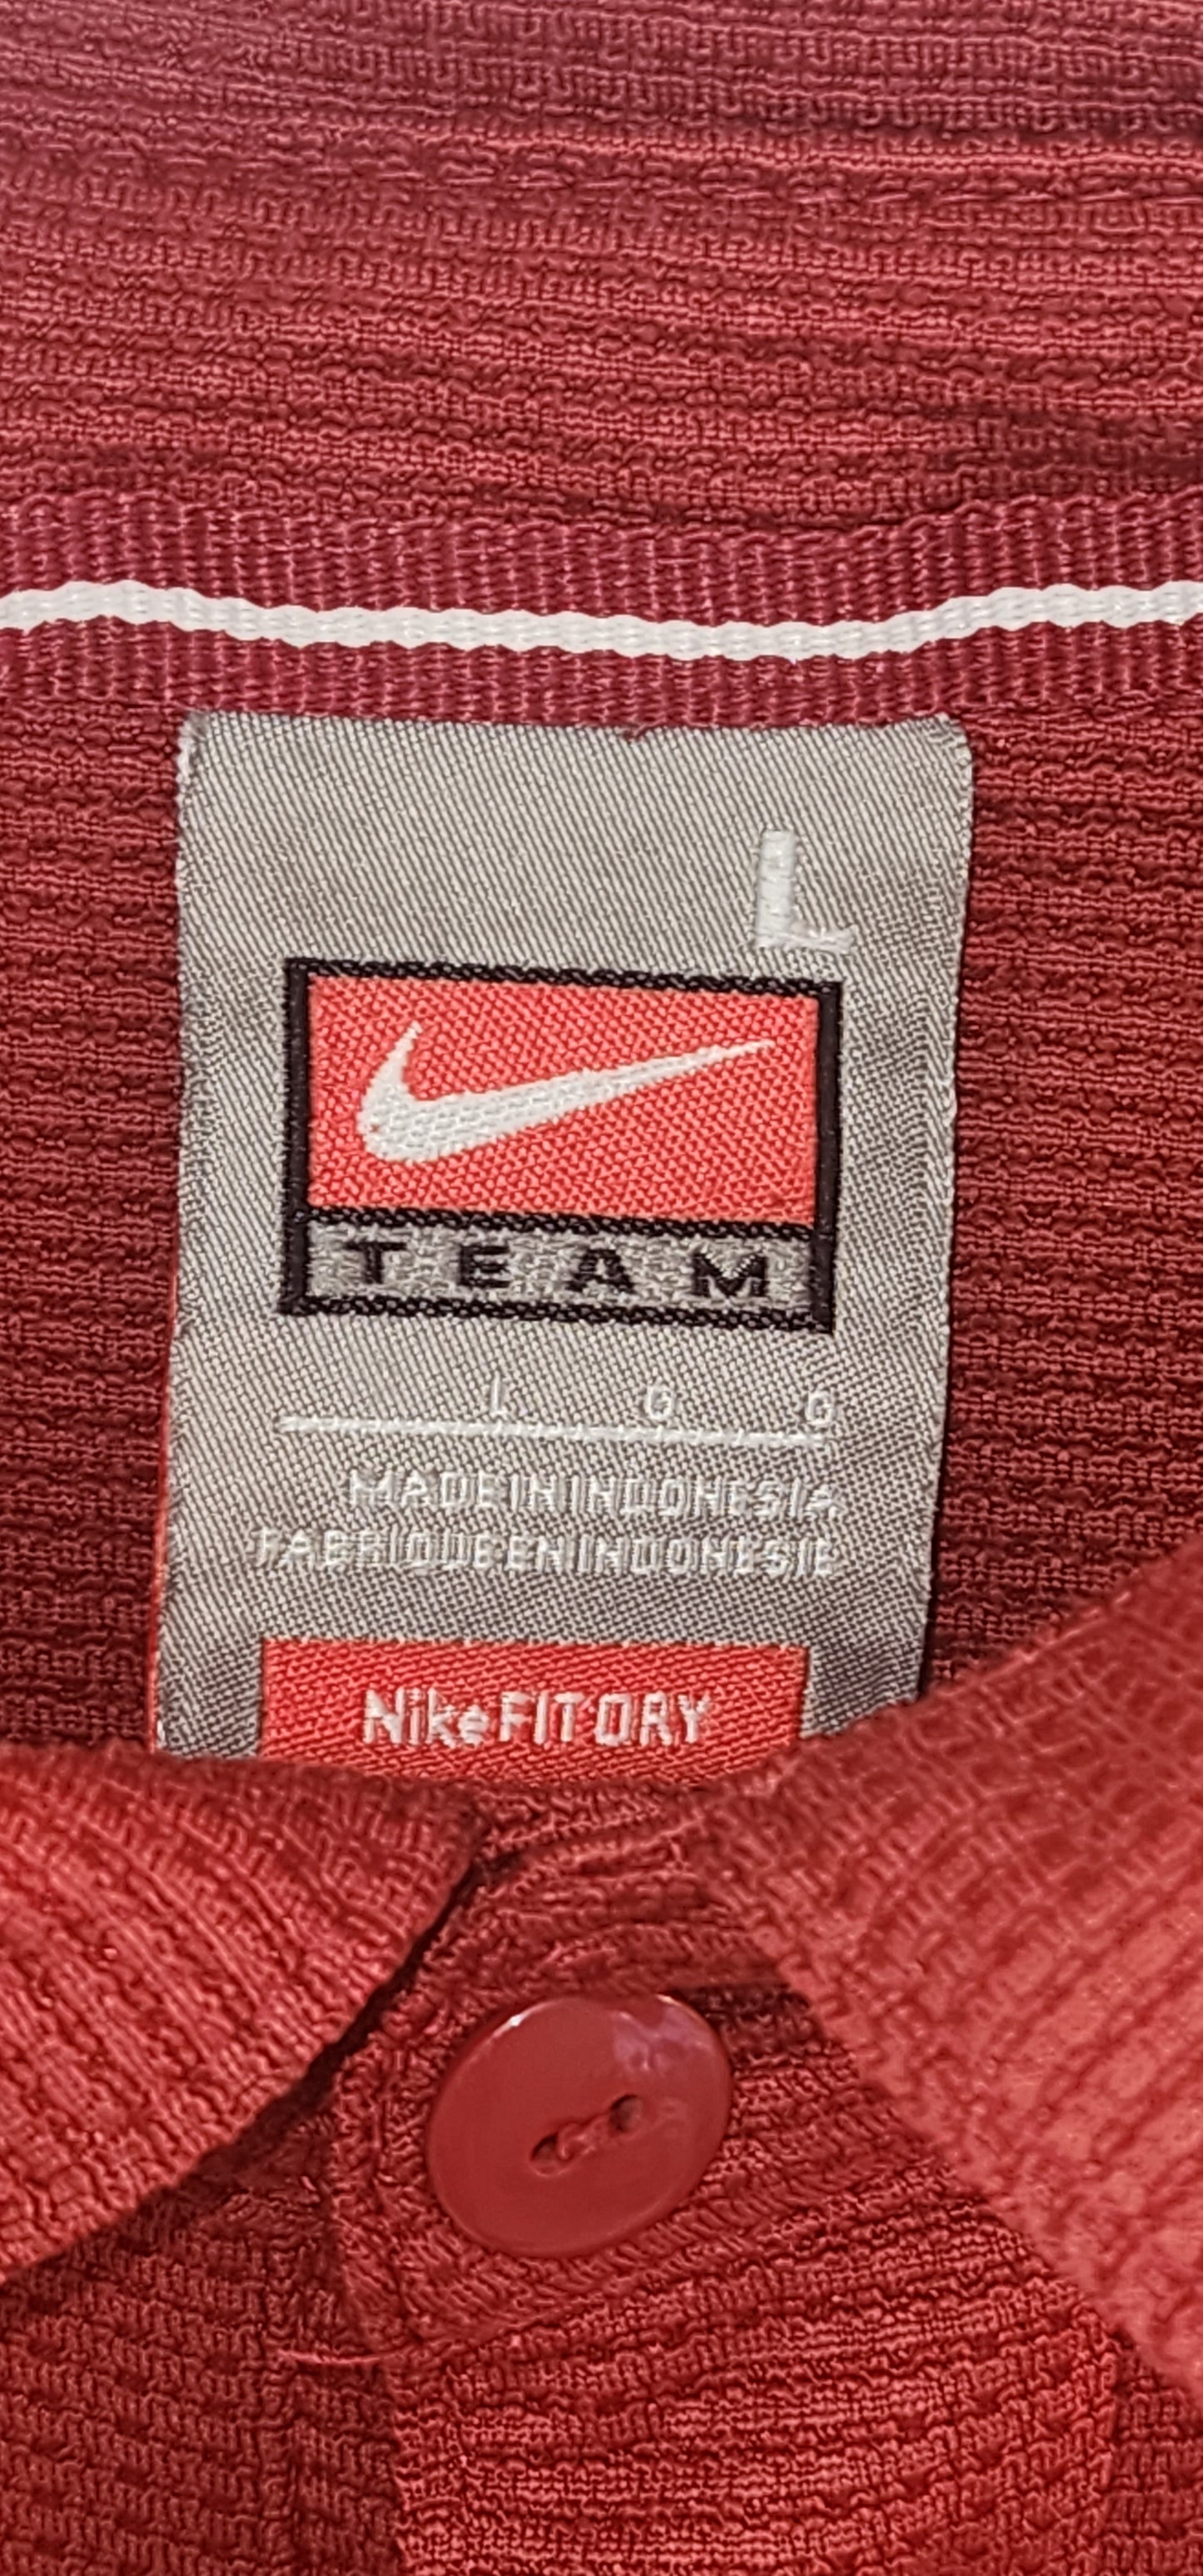 L
TEAM
L G G
MADE IN INDONESIA
FABRIQUE EN INDONESIE
Nike FIT DRY